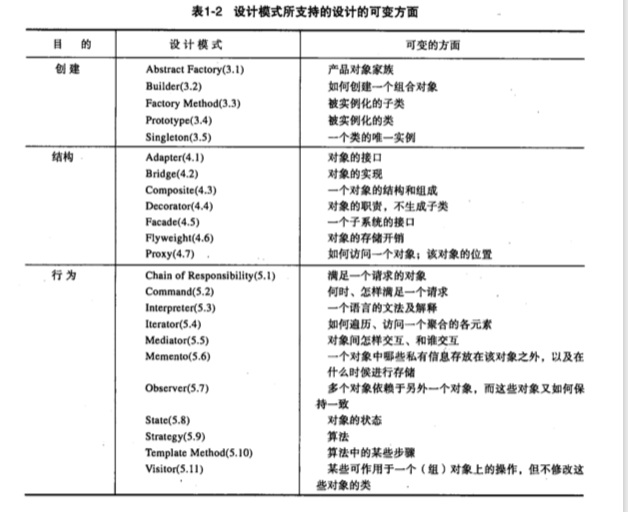 表1-2 设计模式所支持的设计的可变方面
目 的 设计模式 可变的方面
创建 Abstract Factory(3.1) 产品对象家族
Builder(3.2) 如何创建一个组合对象
Factory Method(3.3) 被实例化的子类
Prototype(3.4) 被实例化的类
Singleton(3.5) 一个类的唯一实例
结构 Adapter(4.1) 对象的接口
Bridge(4.2) 对象的实现
Composite(4.3) 一个对象的结构和组成
Decorator(4.4) 对象的职责，不生成子类
Facade(4.5) 一个子系统的接口
Flyweight(4.6) 对象的存储开销
Proxy(4.7) 如何访问一个对象；该对象的位置
行为 Chain of Responsibility(5.1) 满足一个请求的对象
Command(5.2) 何时、怎样满足一个请求
Interpreter(5.3) 一个语言的文法及解释
Iterator(5.4) 如何遍历、访问一个聚合的各元素
Mediator(5.5) 对象间怎样交互、和谁交互
Memento(5.6) 一个对象中哪些私有信息存放在该对象之外，以及在
什么时候进行存储
Observer(5.7) 多个对象依赖于另外一个对象，而这些对象又如何保
持一致
State(5.8) 对象的状态
Strategy(5.9) 算法
Template Method(5.10) 算法中的某些步骤
Visitor(5.11) 某些可作用于一个（组）对象上的操作，但不修改这
些对象的类